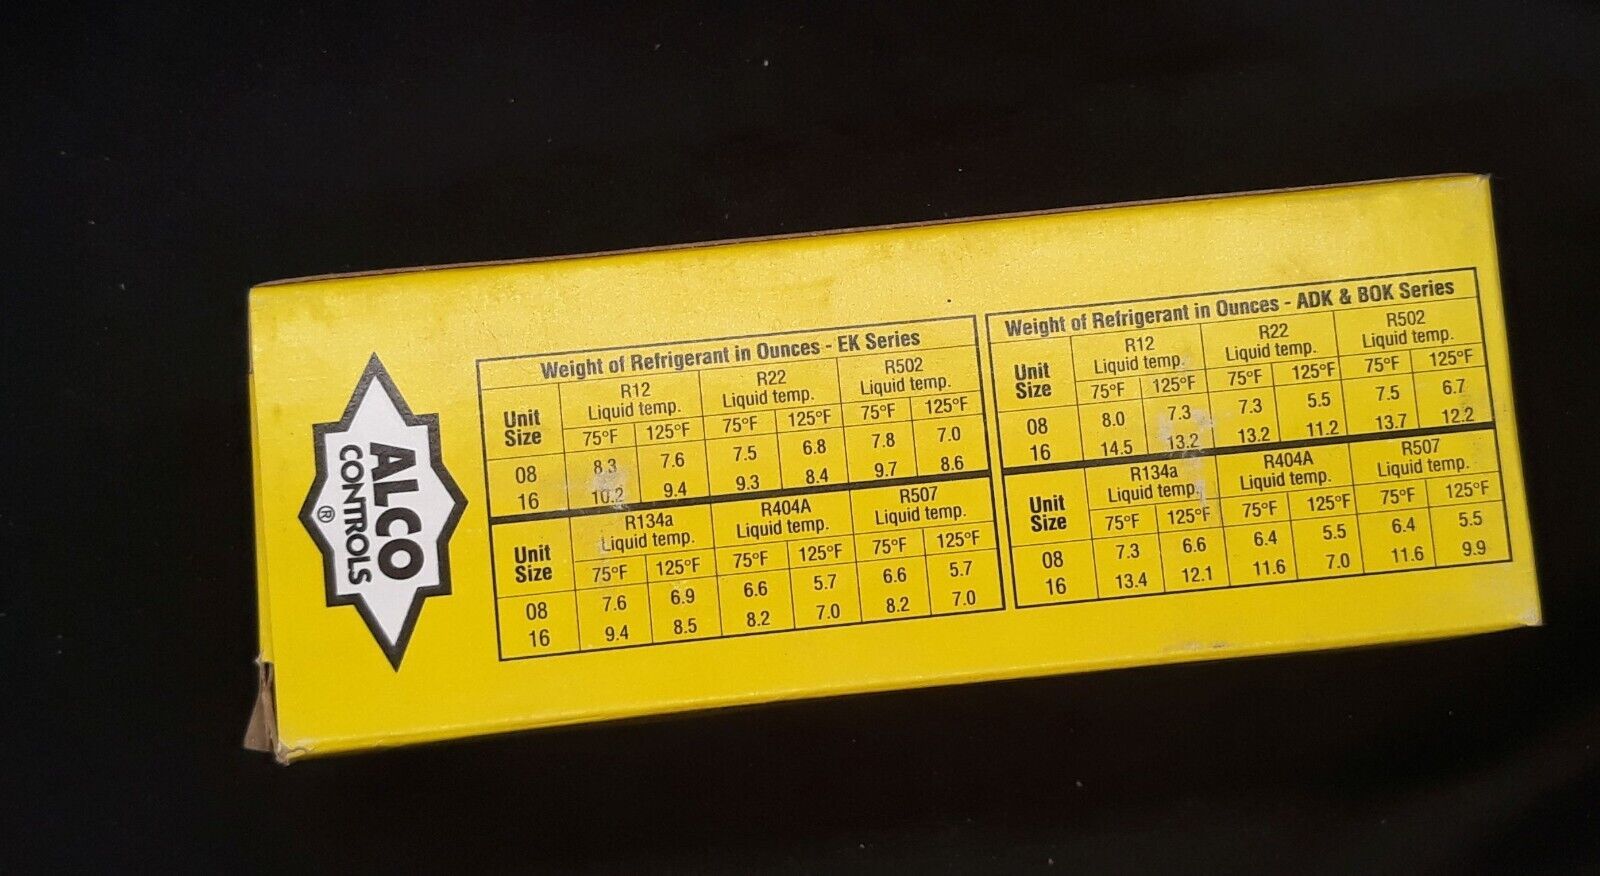 ALCO
CONTROLS
®
Weight of Refrigerant in Ounces - EK Series
Unit Size R12 Liquid temp. R22 Liquid temp. R502 Liquid temp.
75°F 125°F 75°F 125°F 75°F 125°F
08 8.3 7.6 7.5 6.8 7.8 7.0
16 10.2 9.4 9.3 8.4 9.7 8.6
Unit Size R134a Liquid temp. R404A Liquid temp. R507 Liquid temp.
75°F 125°F 75°F 125°F 75°F 125°F
08 7.6 6.9 6.6 5.7 6.6 5.7
16 9.4 8.5 8.2 7.0 8.2 7.0
Weight of Refrigerant in Ounces - ADK & BOK Series
Unit Size R12 Liquid temp. R22 Liquid temp. R502 Liquid temp.
75°F 125°F 75°F 125°F 75°F 125°F
08 8.0 7.3 7.3 5.5 7.5 6.7
16 14.5 13.2 13.2 11.2 13.7 12.2
Unit Size R134a Liquid temp. R404A Liquid temp. R507 Liquid temp.
75°F 125°F 75°F 125°F 75°F 125°F
08 7.3 6.6 6.4 5.5 6.4 5.5
16 13.4 12.1 11.6 7.0 11.6 9.9